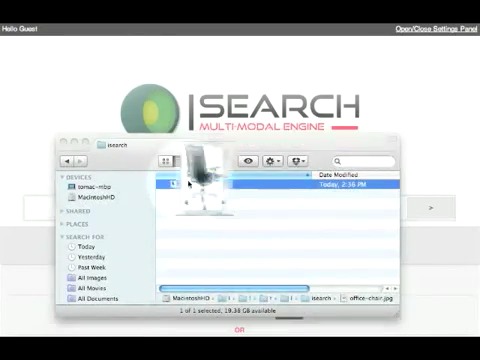 Hello Guest
Open/Close Settings Panel
ISEARCH
MULTI-MODAL ENGINE
isearch
Date Modified
Today, 2:36 PM
DEVICES
tomac-mbp
MacintoshHD
SHARED
PLACES
SEARCH FOR
Today
Yesterday
Past Week
All Images
All Movies
All Documents
>
MacintoshHD
isearch
office-chair.jpg
1 of 1 selected, 19.38 GB available
OR